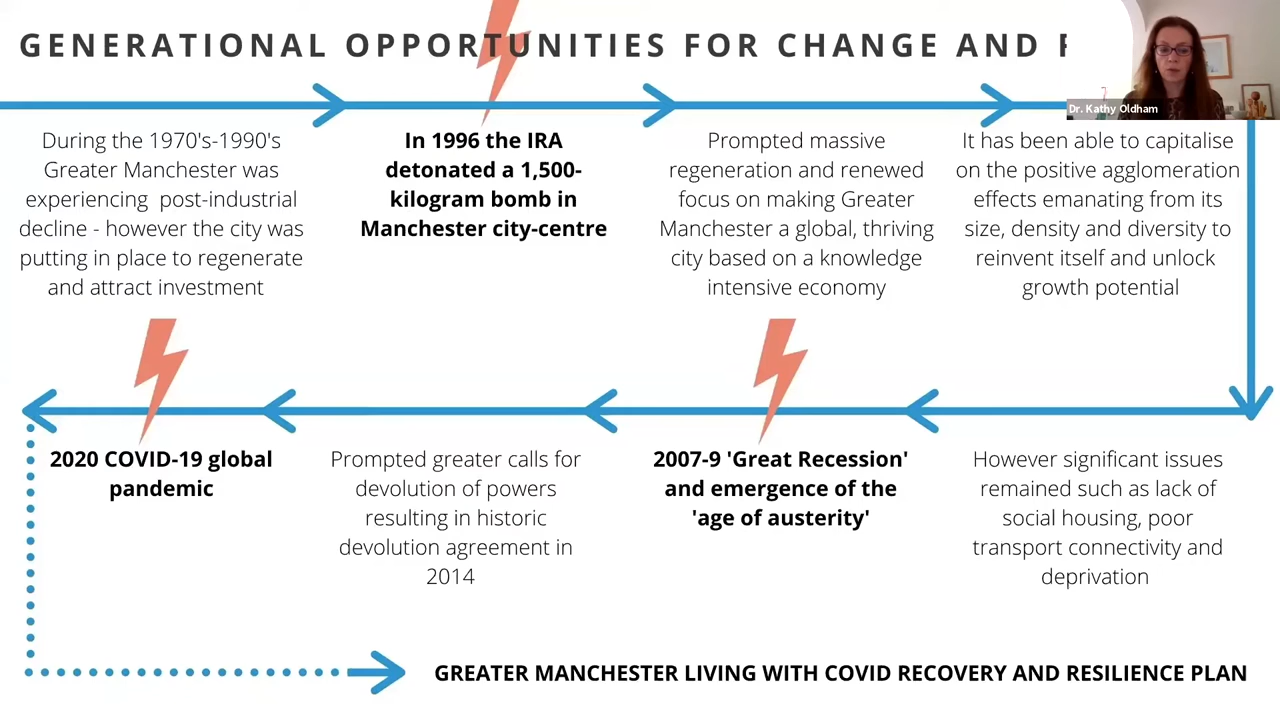 GENERATIONAL OPPORTUNITIES FOR CHANGE AND
Dr. Kathy Oldham
During the 1970's-1990's
Greater Manchester was
experiencing post-industrial
decline - however the city was
putting in place to regenerate
and attract investment
In 1996 the IRA
detonated a 1,500-
kilogram bomb in
Manchester city-centre
Prompted massive
regeneration and renewed
focus on making Greater
Manchester a global, thriving
city based on a knowledge
intensive economy
It has been able to capitalise
on the positive agglomeration
effects emanating from its
size, density and diversity to
reinvent itself and unlock
growth potential
However significant issues
remained such as lack of
social housing, poor
transport connectivity and
deprivation
2007-9 'Great Recession'
and emergence of the
'age of austerity'
Prompted greater calls for
devolution of powers
resulting in historic
devolution agreement in
2014
2020 COVID-19 global
pandemic
GREATER MANCHESTER LIVING WITH COVID RECOVERY AND RESILIENCE PLAN